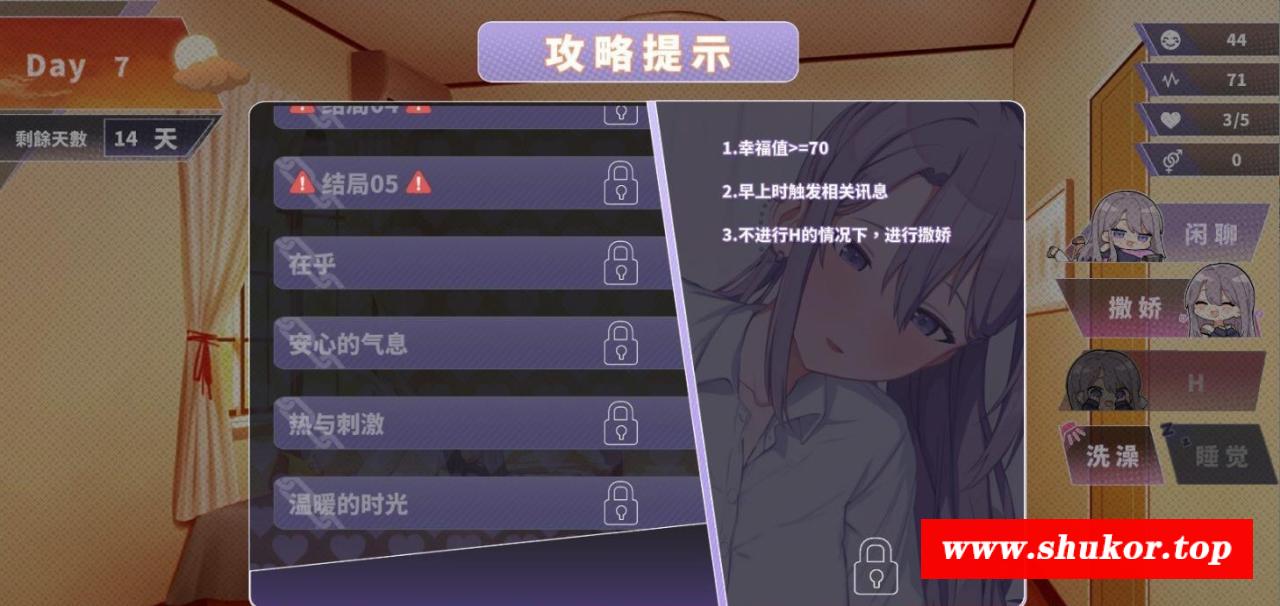 攻略提示
Day 7
剩餘天數 14 天
44
71
3/5
0
结局04
结局05
在乎
安心的气息
热与刺激
温暖的时光
1.幸福值>=70
2.早上时触发相关讯息
3.不进行H的情况下，进行撒娇
闲聊
撒娇
H
洗澡
睡觉
www.shukor.top